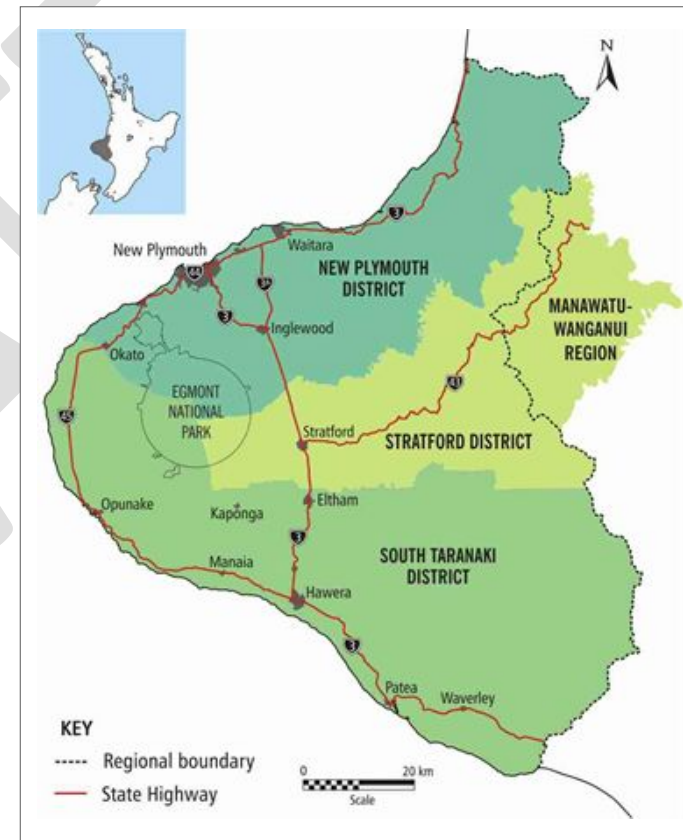 N
3
New Plymouth
Waitara
44
NEW PLYMOUTH
DISTRICT
3A
3
Inglewood
MANAWATU-
WANGANUI
REGION
Okato
EGMONT
NATIONAL
PARK
41
45
Stratford
STRATFORD DISTRICT
Opunake
Kaponga
Eltham
3
SOUTH TARANAKI
DISTRICT
Manaia
Hawera
3
Patea
Waverley
KEY
Regional boundary
State Highway
0 20 km
Scale